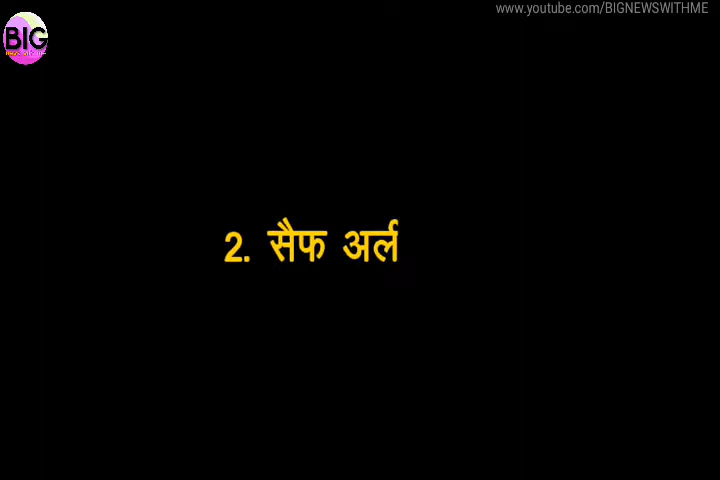 www.youtube.com/BIGNEWSWITHME
BIG
2. सैफ अर्ल